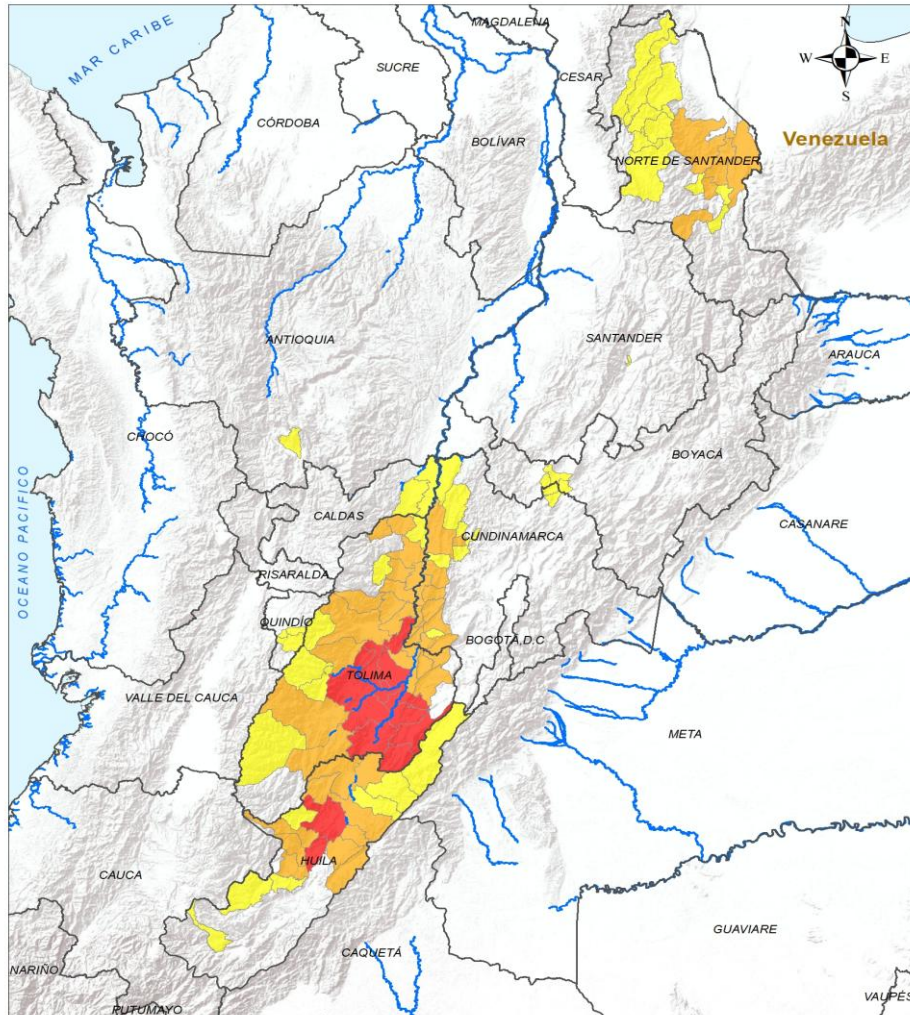 MAGDALENA
MAR CARIBE
N
W
E
S
SUCRE
CESAR
CÓRDOBA
BOLÍVAR
Venezuela
NORTE DE SANTANDER
ANTIOQUIA
SANTANDER
ARAUCA
CHOCÓ
BOYACÁ
OCEANO PACIFICO
CALDAS
CASANARE
CUNDINAMARCA
RISARALDA
QUINDÍO
BOGOTÁ,D.C
TOLIMA
VALLE DEL CAUCA
META
HUILA
CAUCA
GUAVIARE
CAQUETÁ
NARIÑO
VAUPÉS
PUTUMAYO